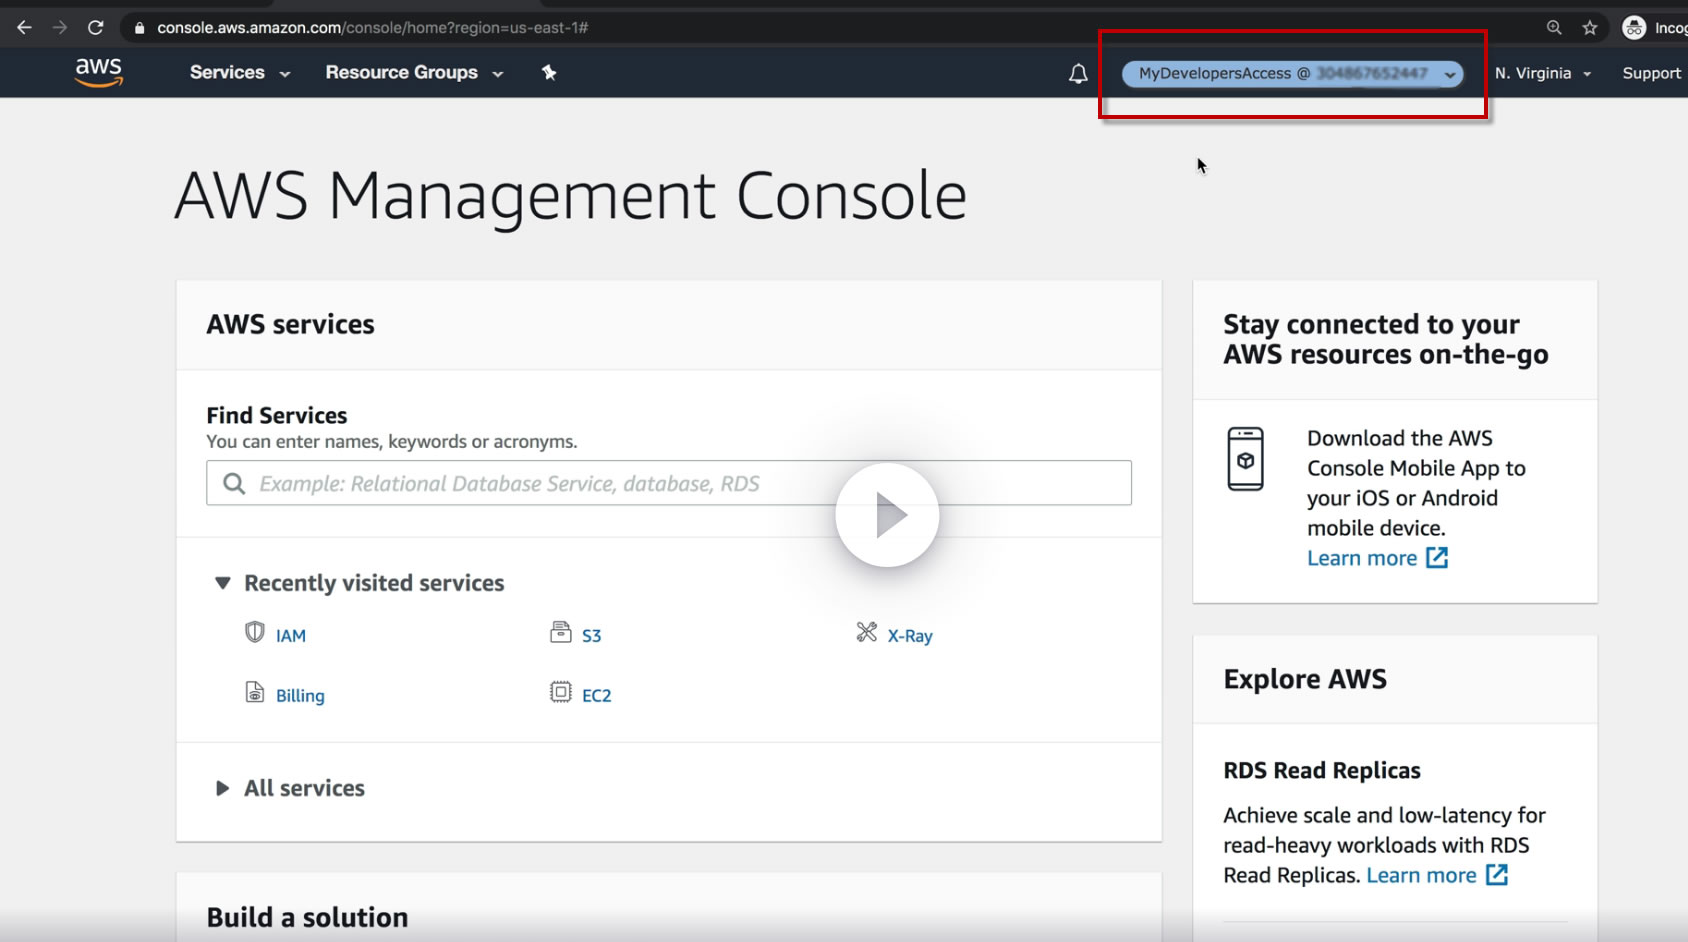 console.aws.amazon.com/console/home?region=us-east-1#
Incog
aws
Services
Resource Groups
MyDevelopersAccess @
N. Virginia
Support
AWS Management Console
AWS services
Find Services
You can enter names, keywords or acronyms.
Example: Relational Database Service, database, RDS
Recently visited services
IAM
S3
X-Ray
Billing
EC2
All services
Build a solution
Stay connected to your
AWS resources on-the-go
Download the AWS
Console Mobile App to
your iOS or Android
mobile device.
Learn more
Explore AWS
RDS Read Replicas
Achieve scale and low-latency for
read-heavy workloads with RDS
Read Replicas. Learn more